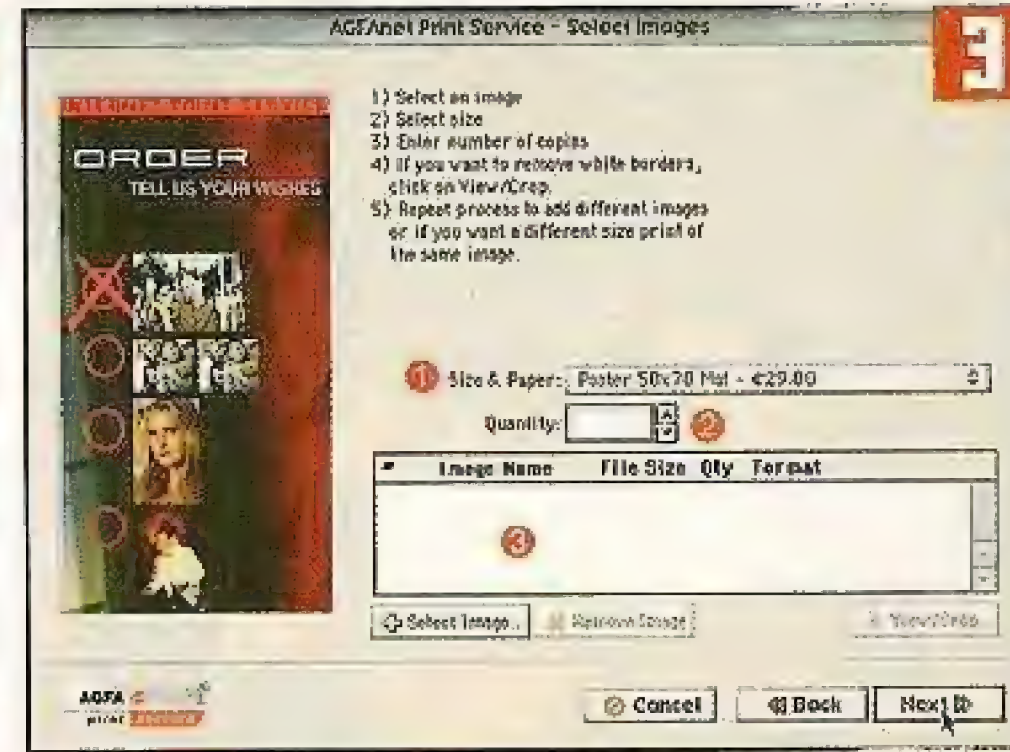 AGFAnet Print Service - Select Images
3
ORDER
TELL US YOUR WISHES
1) Select an image
2) Select size
3) Enter number of copies
4) If you want to remove white borders,
click on View/Crop.
5) Repeat process to add different images
or if you want a different size print of
the same image.
1 Size & Paper: Poster 50x70 Mat - €29.00
Quantity: 2
Image Name File Size Qty Format
3
Select Image... Remove Image View/Crop
AGFA
print
Cancel Back Next